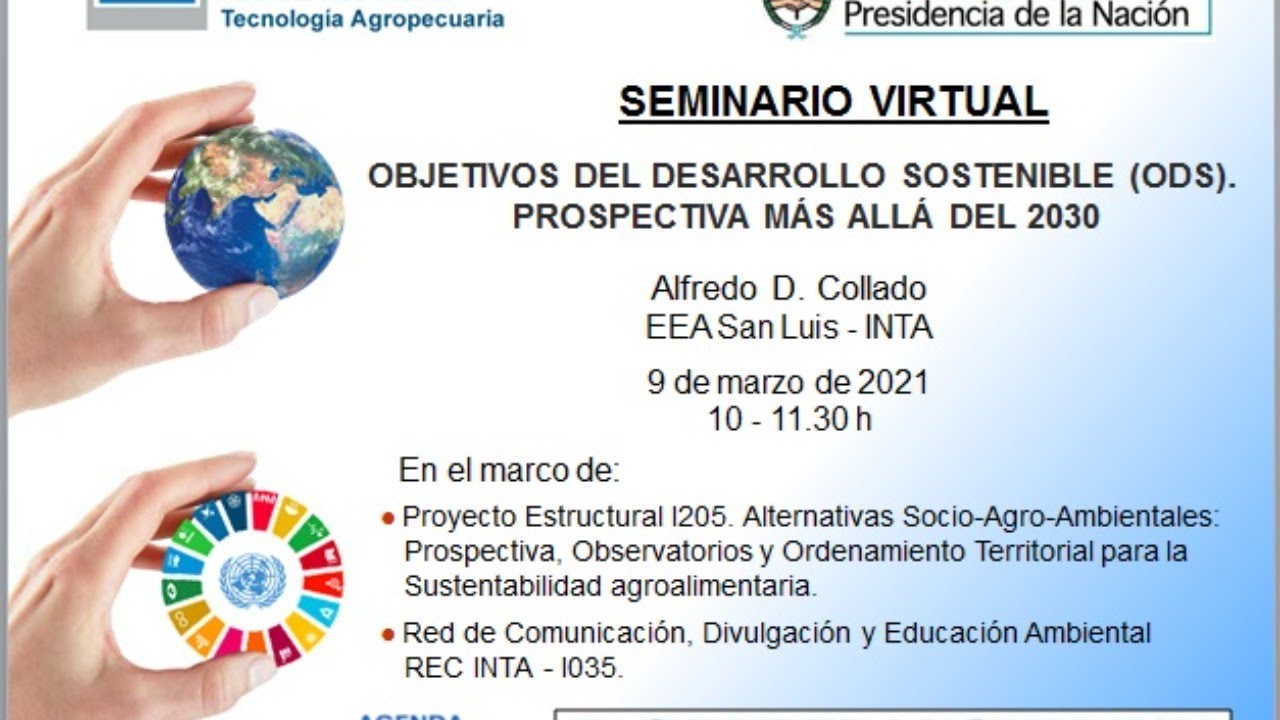 Tecnología Agropecuaria
Presidencia de la Nación
SEMINARIO VIRTUAL
OBJETIVOS DEL DESARROLLO SOSTENIBLE (ODS).
PROSPECTIVA MÁS ALLÁ DEL 2030
Alfredo D. Collado
EEA San Luis - INTA
9 de marzo de 2021
10 - 11.30 h
En el marco de:
● Proyecto Estructural I205. Alternativas Socio-Agro-Ambientales:
Prospectiva, Observatorios y Ordenamiento Territorial para la
Sustentabilidad agroalimentaria.
● Red de Comunicación, Divulgación y Educación Ambiental
REC INTA - I035.
AGENDA